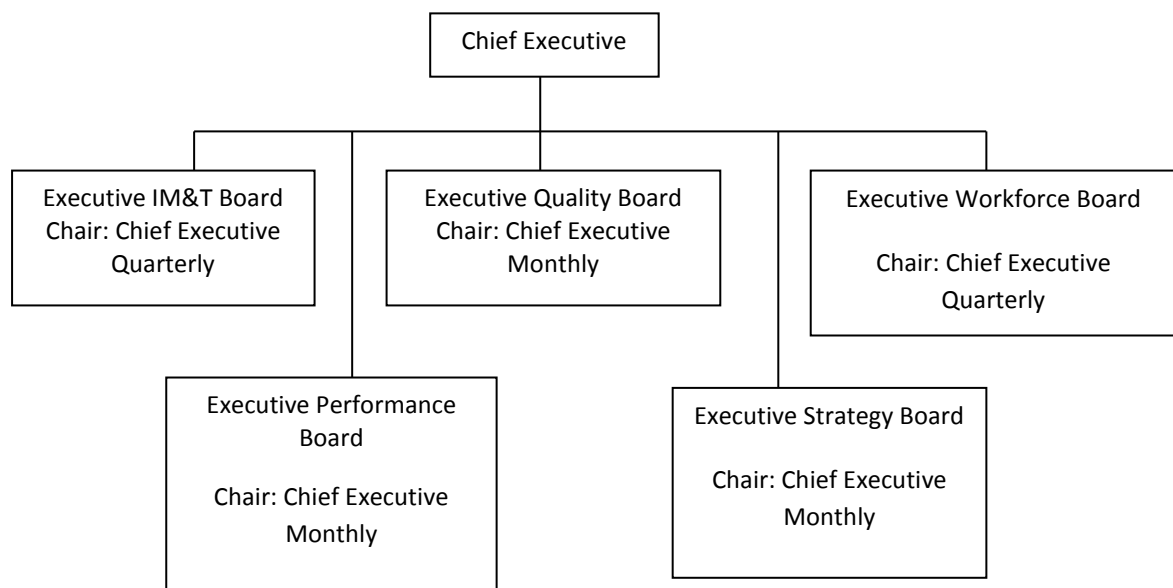 Chief Executive
Executive IM&T Board
Chair: Chief Executive
Quarterly
Executive Quality Board
Chair: Chief Executive
Monthly
Executive Workforce Board
Chair: Chief Executive
Quarterly
Executive Performance
Board
Chair: Chief Executive
Monthly
Executive Strategy Board
Chair: Chief Executive
Monthly